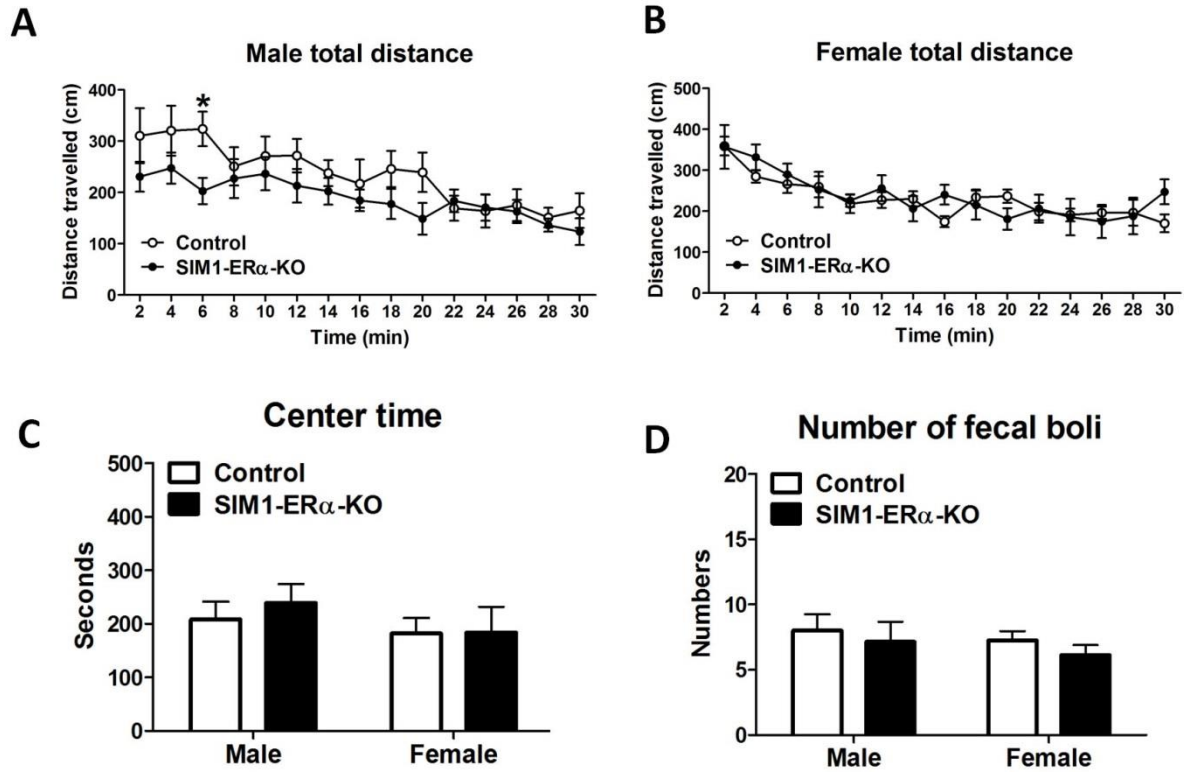 A
Male total distance
Distance travelled (cm)
400
300
200
100
0
*
Control
SIM1-ERα-KO
2 4 6 8 10 12 14 16 18 20 22 24 26 28 30
Time (min)
B
Female total distance
Distance travelled (cm)
500
400
300
200
100
0
Control
SIM1-ERα-KO
2 4 6 8 10 12 14 16 18 20 22 24 26 28 30
Time (min)
C
Center time
Seconds
500
400
300
200
100
0
Control
SIM1-ERα-KO
Male Female
D
Number of fecal boli
Numbers
20
15
10
5
0
Control
SIM1-ERα-KO
Male Female